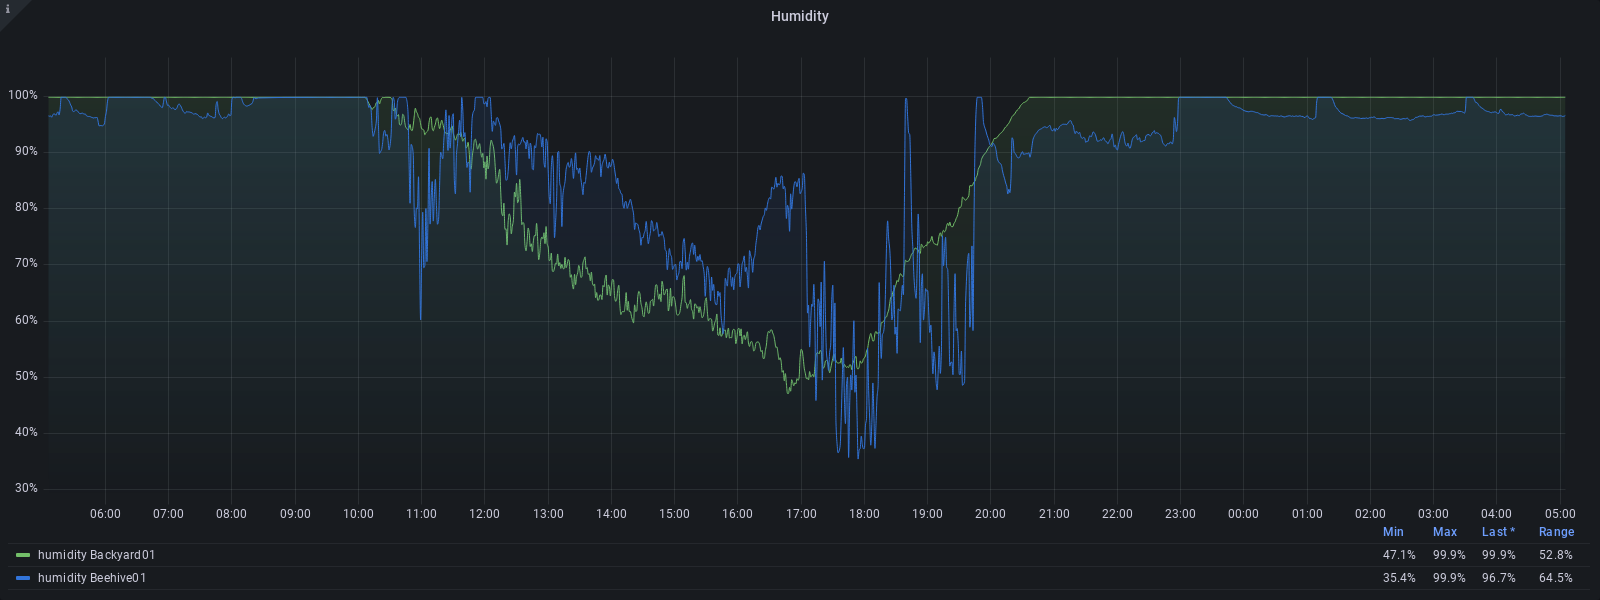 i
Humidity
100%
90%
80%
70%
60%
50%
40%
30%
06:00 07:00 08:00 09:00 10:00 11:00 12:00 13:00 14:00 15:00 16:00 17:00 18:00 19:00 20:00 21:00 22:00 23:00 00:00 01:00 02:00 03:00 04:00 05:00
Min Max Last * Range
humidity Backyard01 47.1% 99.9% 99.9% 52.8%
humidity Beehive01 35.4% 99.9% 96.7% 64.5%